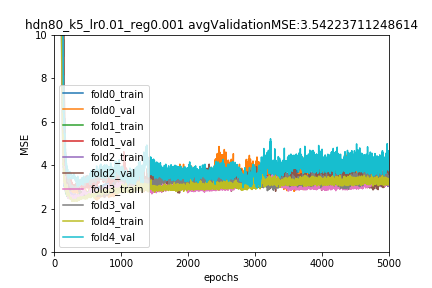 hdn80_k5_lr0.01_reg0.001 avgValidationMSE:3.54223711248614
10
8
6
4
2
0
MSE
fold0_train
fold0_val
fold1_train
fold1_val
fold2_train
fold2_val
fold3_train
fold3_val
fold4_train
fold4_val
0 1000 2000 3000 4000 5000
epochs